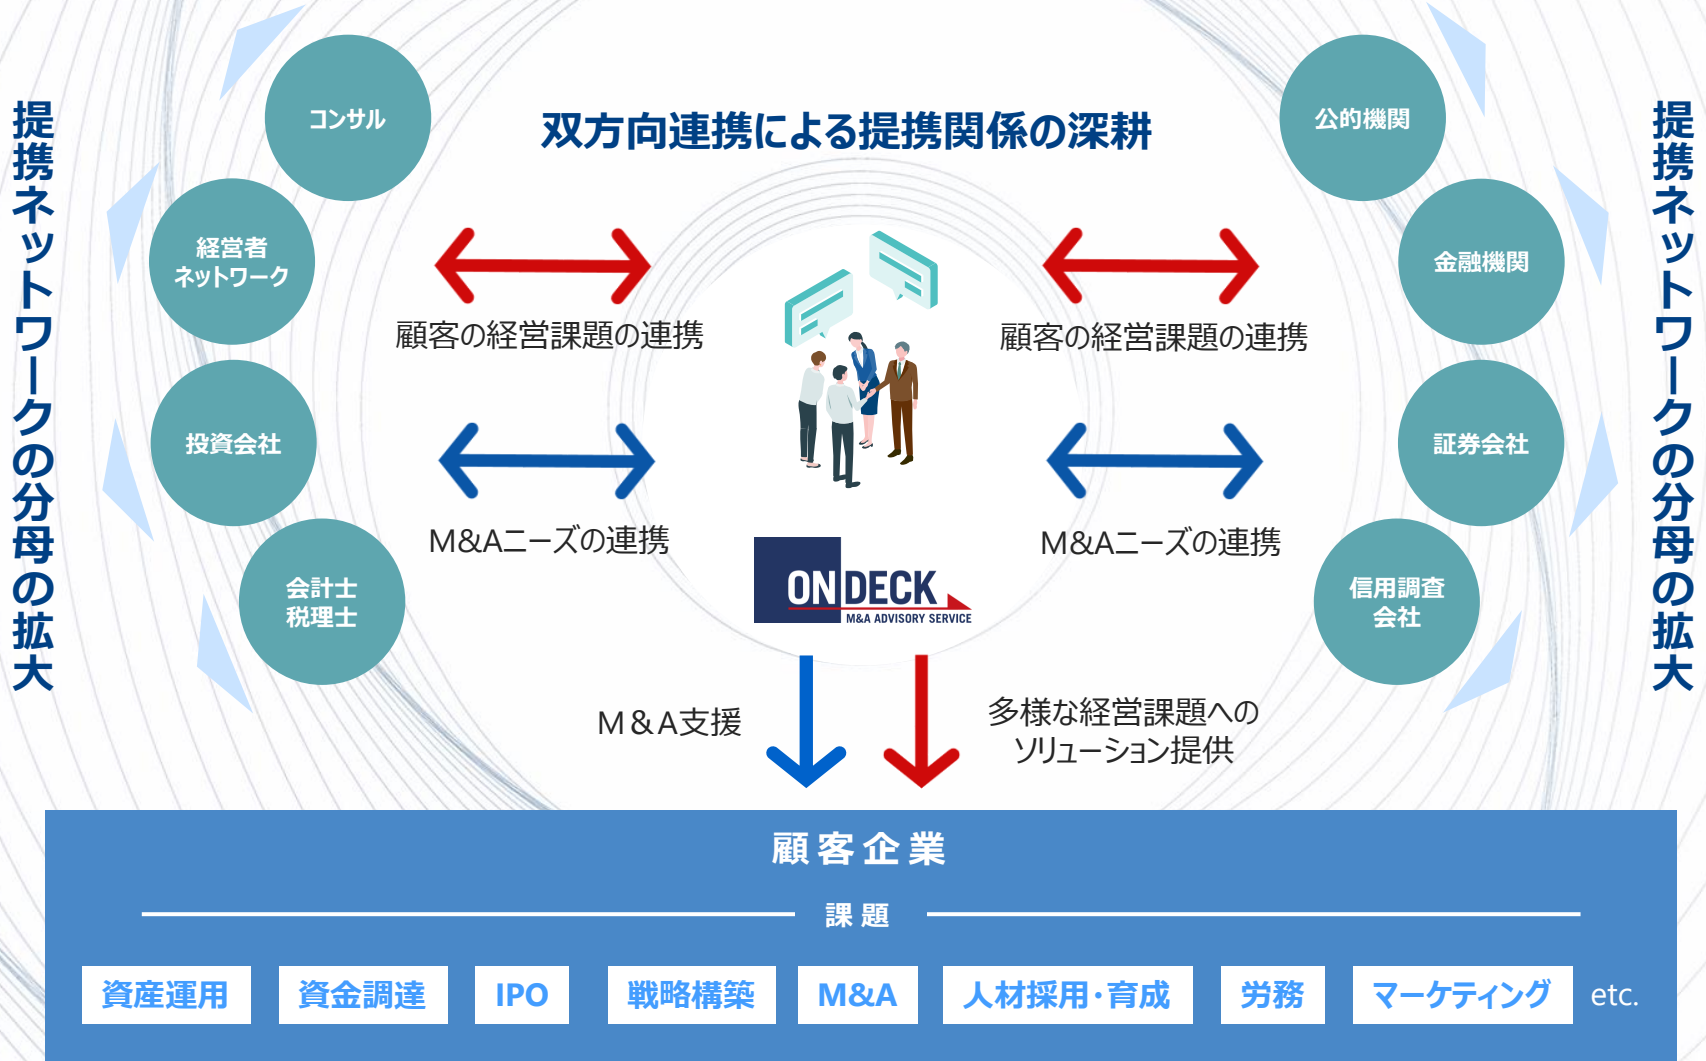 双方向連携による提携関係の深耕
提携ネットワークの分母の拡大
コンサル
経営者
ネットワーク
投資会社
会計士
税理士
顧客の経営課題の連携
M&Aニーズの連携
ONDECK
M&A ADVISORY SERVICE
顧客の経営課題の連携
M&Aニーズの連携
公的機関
金融機関
証券会社
信用調査
会社
提携ネットワークの分母の拡大
M&A支援
多様な経営課題への
ソリューション提供
顧客企業
課題
資産運用
資金調達
IPO
戦略構築
M&A
人材採用・育成
労務
マーケティング
etc.